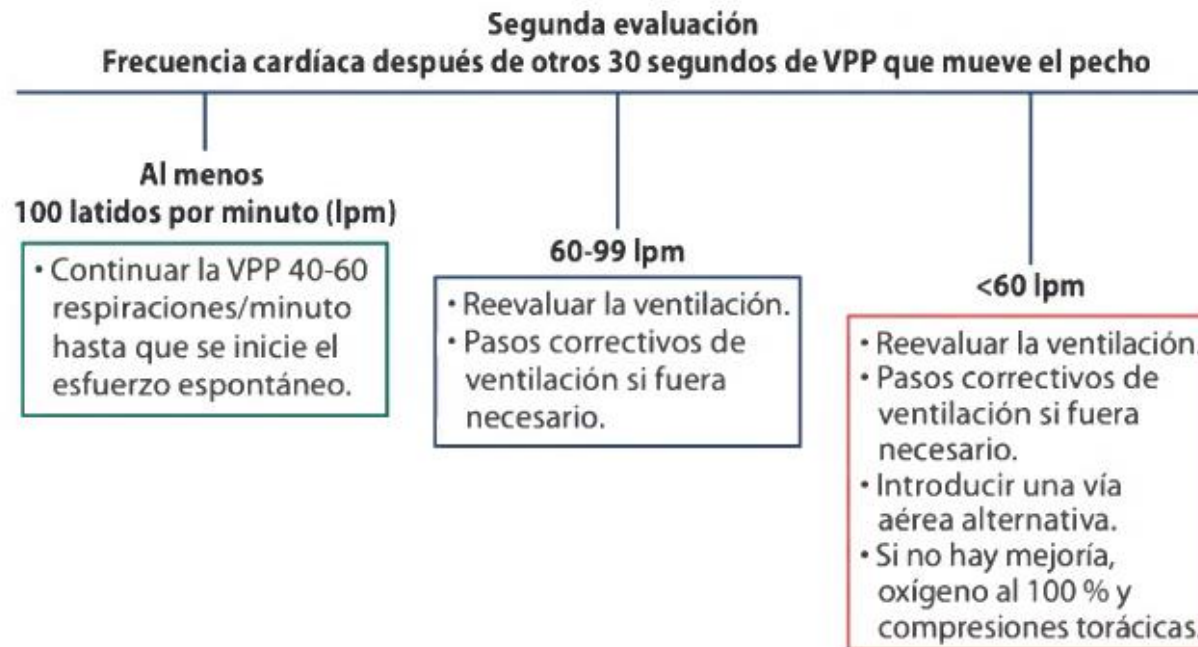 Segunda evaluación
Frecuencia cardíaca después de otros 30 segundos de VPP que mueve el pecho
Al menos
100 latidos por minuto (lpm)
• Continuar la VPP 40-60
respiraciones/minuto
hasta que se inicie el
esfuerzo espontáneo.
60-99 lpm
• Reevaluar la ventilación.
• Pasos correctivos de
ventilación si fuera
necesario.
<60 lpm
• Reevaluar la ventilación.
• Pasos correctivos de
ventilación si fuera
necesario.
• Introducir una vía
aérea alternativa.
• Si no hay mejoría,
oxígeno al 100 % y
compresiones torácicas.